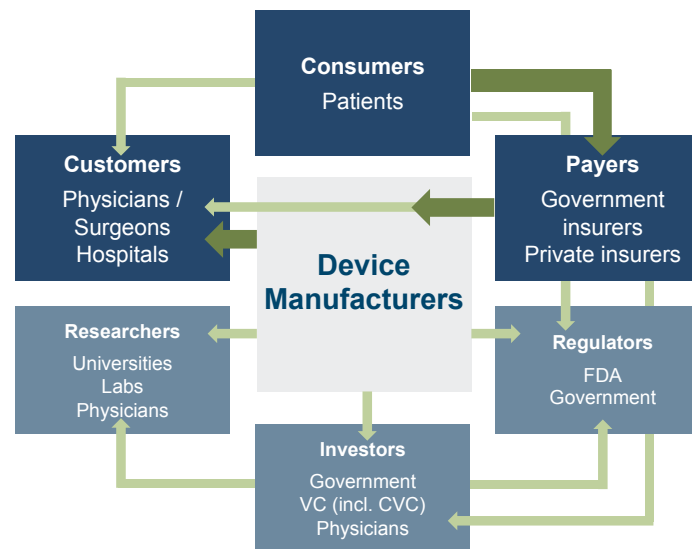 Consumers
Patients
Customers
Physicians /
Surgeons
Hospitals
Payers
Government
insurers
Private insurers
Device
Manufacturers
Researchers
Universities
Labs
Physicians
Regulators
FDA
Government
Investors
Government
VC (incl. CVC)
Physicians